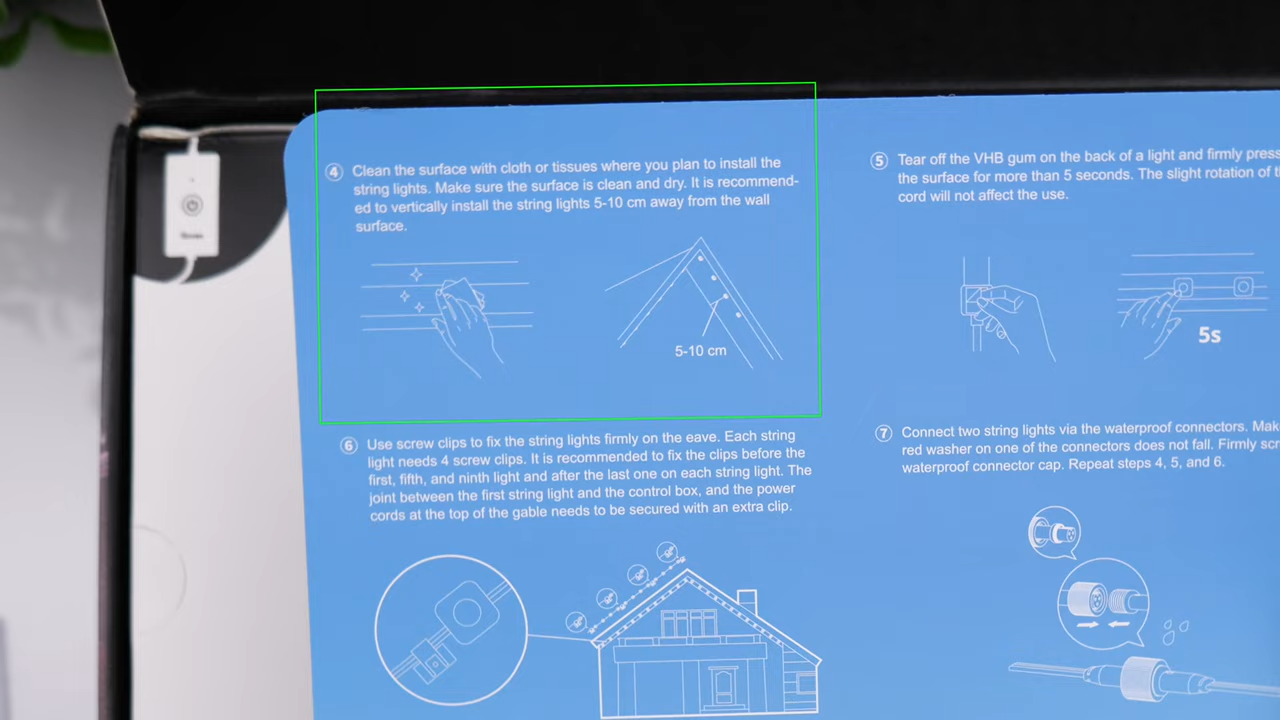 4 Clean the surface with cloth or tissues where you plan to install the
string lights. Make sure the surface is clean and dry. It is recommend-
ed to vertically install the string lights 5-10 cm away from the wall
surface.
5-10 cm
5 Tear off the VHB gum on the back of a light and firmly press
the surface for more than 5 seconds. The slight rotation of
cord will not affect the use.
5s
6 Use screw clips to fix the string lights firmly on the eave. Each string
light needs 4 screw clips. It is recommended to fix the clips before the
first, fifth, and ninth light and after the last one on each string light. The
joint between the first string light and the control box, and the power
cords at the top of the gable needs to be secured with an extra clip.
7 Connect two string lights via the waterproof connectors.
red washer on one of the connectors does not fall. Firmly
waterproof connector cap. Repeat steps 4, 5, and 6.